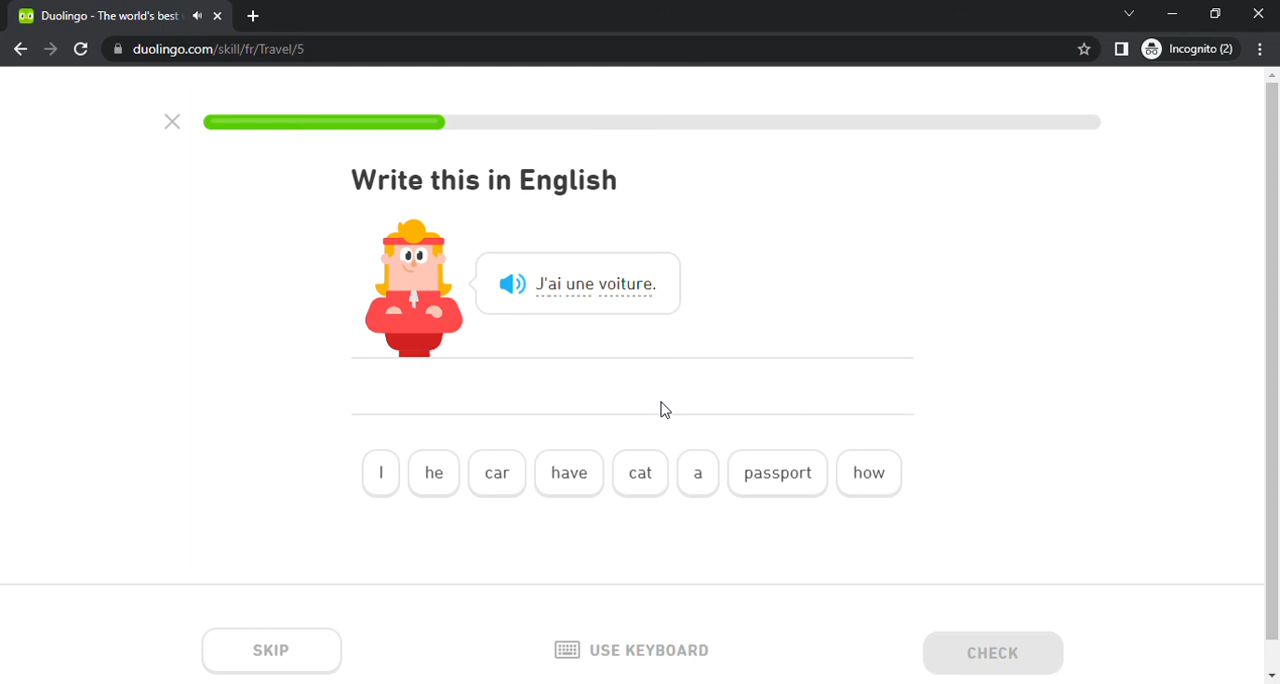 Duolingo - The world's best
duolingo.com/skill/fr/Travel/5
Incognito (2)
Write this in English
J'ai une voiture.
I he car have cat a passport how
SKIP USE KEYBOARD CHECK